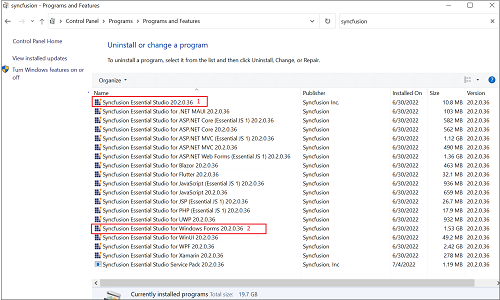 syncfusion - Programs and Features
Control Panel > Programs > Programs and Features
syncfusion
Control Panel Home
View installed updates
Turn Windows features on or off
Uninstall or change a program
To uninstall a program, select it from the list and then click Uninstall, Change, or Repair.
Organize
Name Publisher Installed On Size Version
Syncfusion Essential Studio 20.2.0.36 1 Syncfusion Inc. 6/30/2022 10.8 MB 20.2.0.36
Syncfusion Essential Studio for .NET MAUI 20.2.0.36 Syncfusion, Inc. 6/30/2022 103 MB 20.2.0.36
Syncfusion Essential Studio for ASP.NET Core (Essential JS 1) 20.2.0.36 Syncfusion, Inc. 6/30/2022 582 MB 20.2.0.36
Syncfusion Essential Studio for ASP.NET Core 20.2.0.36 Syncfusion, Inc. 6/30/2022 562 MB 20.2.0.36
Syncfusion Essential Studio for ASP.NET MVC (Essential JS 1) 20.2.0.36 Syncfusion, Inc. 6/30/2022 1.12 GB 20.2.0.36
Syncfusion Essential Studio for ASP.NET MVC 20.2.0.36 Syncfusion, Inc. 6/30/2022 490 MB 20.2.0.36
Syncfusion Essential Studio for ASP.NET Web Forms (Essential JS 1) 20.2.0.36 Syncfusion, Inc. 6/30/2022 1.36 GB 20.2.0.36
Syncfusion Essential Studio for Blazor 20.2.0.36 Syncfusion, Inc. 6/30/2022 463 MB 20.2.0.36
Syncfusion Essential Studio for Flutter 20.2.0.36 Syncfusion, Inc. 6/30/2022 32.1 MB 20.2.0.36
Syncfusion Essential Studio for JavaScript (Essential JS 1) 20.2.0.36 Syncfusion, Inc. 6/30/2022 936 MB 20.2.0.36
Syncfusion Essential Studio for JavaScript 20.2.0.36 Syncfusion, Inc. 6/30/2022 659 MB 20.2.0.36
Syncfusion Essential Studio for JSP (Essential JS 1) 20.2.0.36 Syncfusion, Inc. 6/30/2022 26.7 MB 20.2.0.36
Syncfusion Essential Studio for PHP (Essential JS 1) 20.2.0.36 Syncfusion, Inc. 6/30/2022 17.9 MB 20.2.0.36
Syncfusion Essential Studio for UWP 20.2.0.36 Syncfusion, Inc. 6/30/2022 932 MB 20.2.0.36
Syncfusion Essential Studio for Windows Forms 20.2.0.36 2 Syncfusion, Inc. 6/30/2022 1.53 GB 20.2.0.36
Syncfusion Essential Studio for WinUI 20.2.0.36 Syncfusion, Inc. 6/30/2022 49.2 MB 20.2.0.36
Syncfusion Essential Studio for WPF 20.2.0.36 Syncfusion, Inc. 6/30/2022 2.42 GB 20.2.0.36
Syncfusion Essential Studio for Xamarin 20.2.0.36 Syncfusion, Inc. 6/30/2022 278 MB 20.2.0.36
Syncfusion Essential Studio Service Pack 20.2.0.36 Syncfusion, Inc. 7/4/2022 1.19 MB 20.2.0.36
Currently installed programs Total size: 19.7 GB